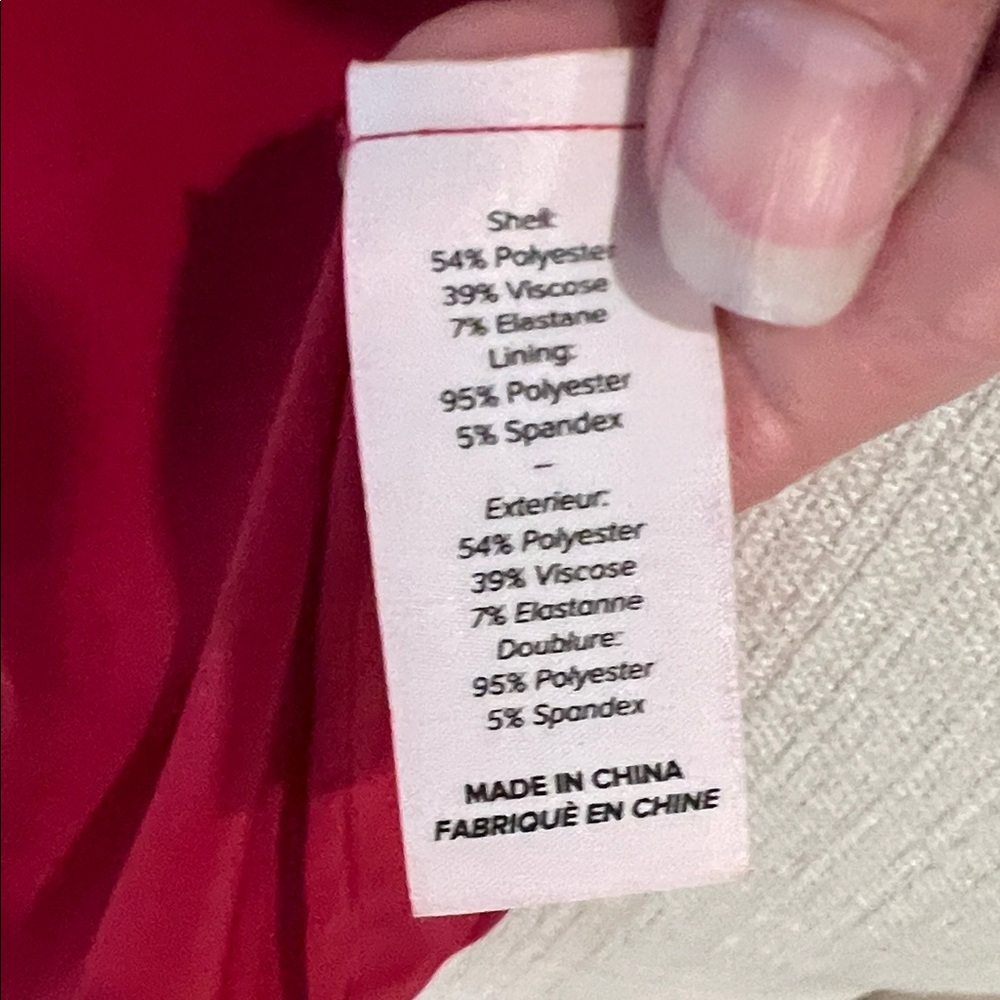 Shell:
54% Polyester
39% Viscose
7% Elastane
Lining:
95% Polyester
5% Spandex
–
Exterieur:
54% Polyester
39% Viscose
7% Elastanne
Doublure:
95% Polyester
5% Spandex
MADE IN CHINA
FABRIQUÈ EN CHINE